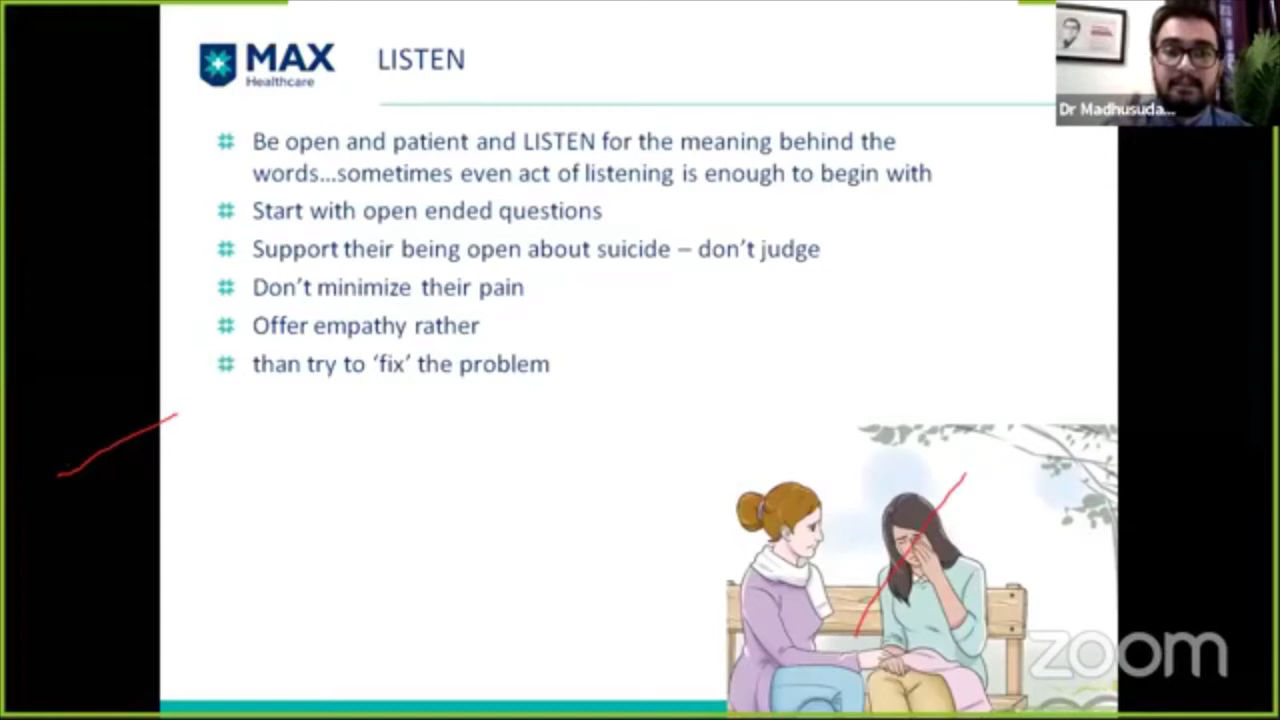 MAX
Healthcare
LISTEN
Dr Madhusuda...
Be open and patient and LISTEN for the meaning behind the
words...sometimes even act of listening is enough to begin with
Start with open ended questions
Support their being open about suicide – don't judge
Don't minimize their pain
Offer empathy rather
than try to 'fix' the problem
zoom